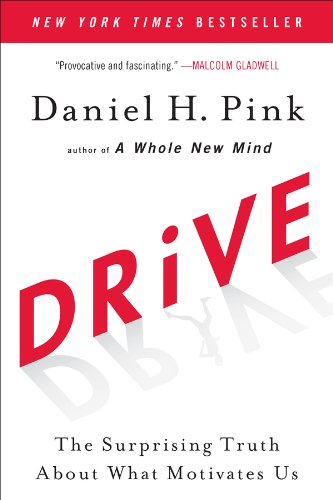 NEW YORK TIMES BESTSELLER
"Provocative and fascinating." —MALCOLM GLADWELL
Daniel H. Pink
author of A Whole New Mind
DRiVE
The Surprising Truth
About What Motivates Us